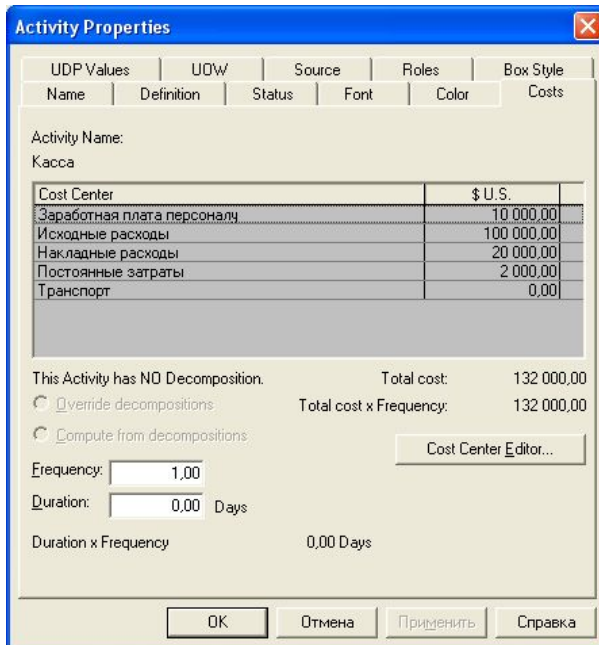 Activity Properties
UDP Values UOW Source Roles Box Style
Name Definition Status Font Color Costs
Activity Name:
Касса
Cost Center $ U.S.
Заработная плата персоналу 10 000,00
Исходные расходы 100 000,00
Накладные расходы 20 000,00
Постоянные затраты 2 000,00
Транспорт 0,00
This Activity has NO Decomposition. Total cost: 132 000,00
Override decompositions Total cost x Frequency: 132 000,00
Compute from decompositions
Cost Center Editor...
Frequency: 1,00
Duration: 0,00 Days
Duration x Frequency 0,00 Days
OK Отмена Применить Справка